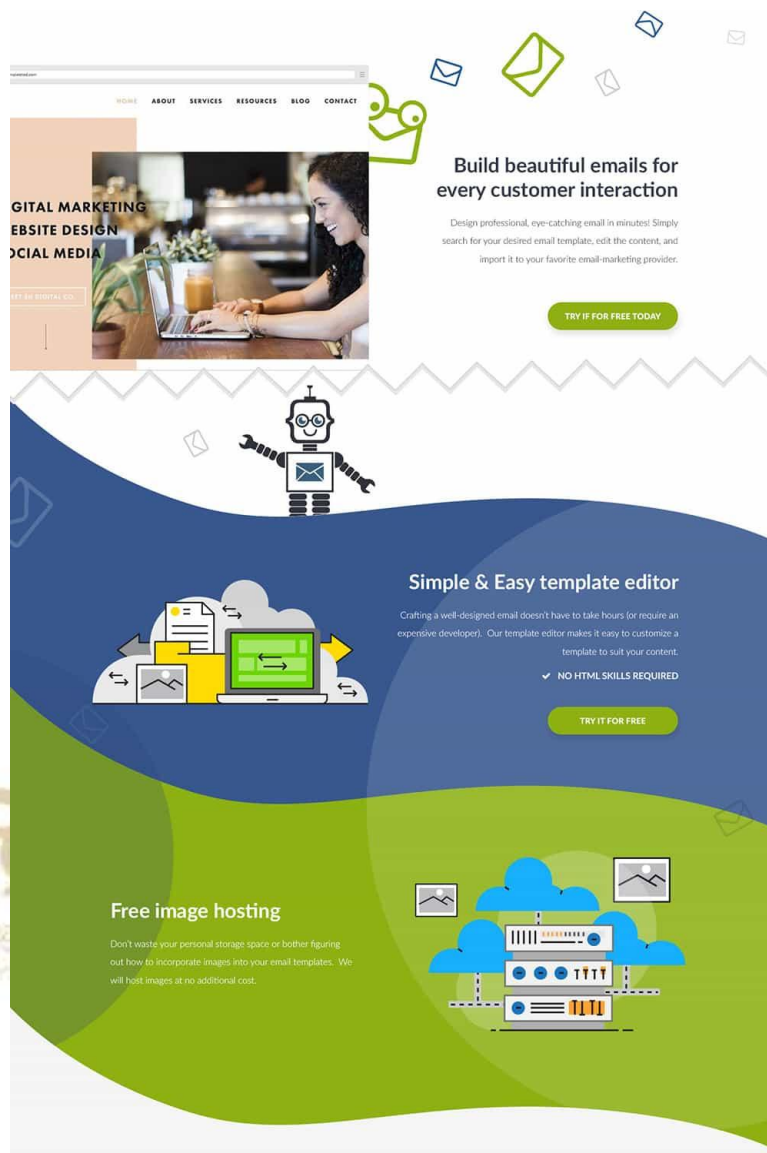 HOME ABOUT SERVICES RESOURCES BLOG CONTACT
GITAL MARKETING
EBSITE DESIGN
OCIAL MEDIA
Build beautiful emails for
every customer interaction
Design professional, eye-catching email in minutes! Simply
search for your desired email template, edit the content, and
import it to your favorite email-marketing provider.
TRY IF FOR FREE TODAY
Simple & Easy template editor
Crafting a well-designed email doesn't have to take hours (or require an
expensive developer). Our template editor makes it easy to customize a
template to suit your content.
NO HTML SKILLS REQUIRED
TRY IT FOR FREE
Free image hosting
Don't waste your personal storage space or bother figuring
out how to incorporate images into your email templates. We
will host images at no additional cost.